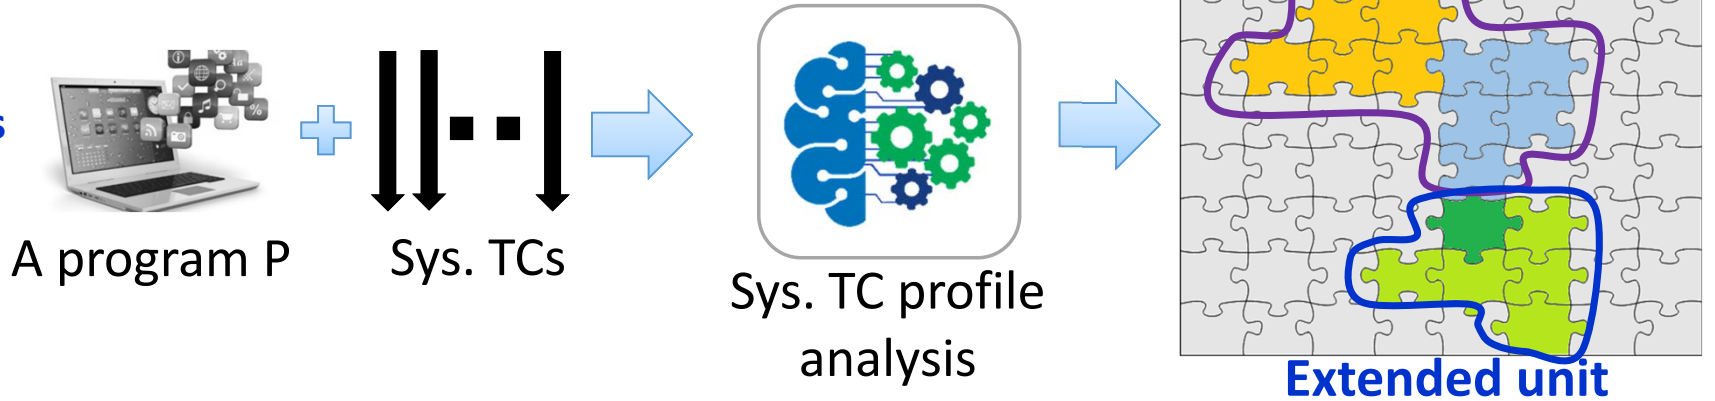 s
A program P
Sys. TCs
Sys. TC profile
analysis
Extended unit